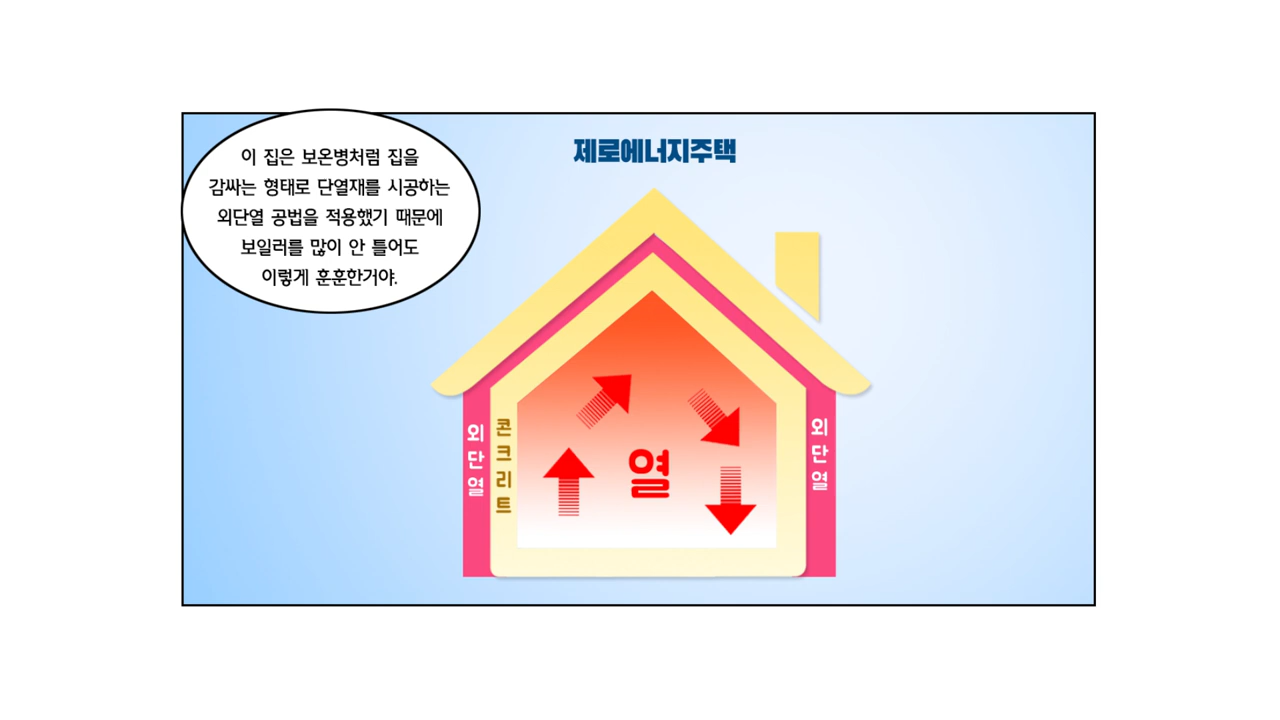 제로에너지주택
이 집은 보온병처럼 집을
감싸는 형태로 단열재를 시공하는
외단열 공법을 적용했기 때문에
보일러를 많이 안 틀어도
이렇게 훈훈한거야.
외단열
콘크리트
열
외단열